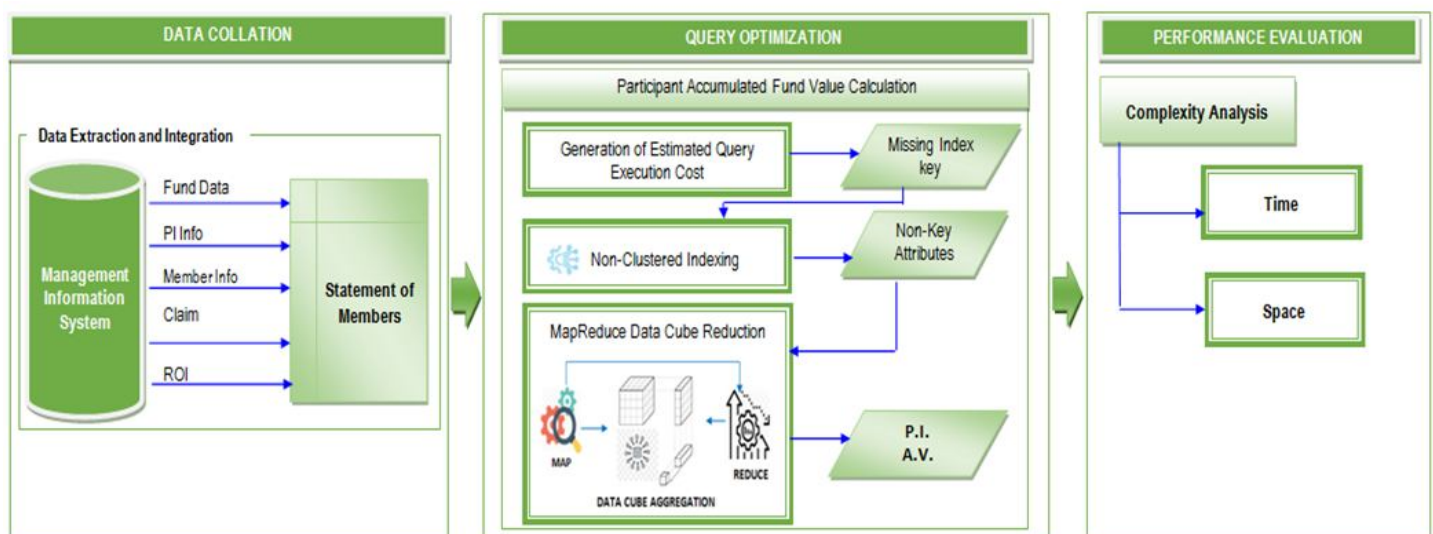 DATA COLLATION
Data Extraction and Integration
Management
Information
System
Fund Data
PI Info
Member Info
Claim
ROI
Statement of
Members
QUERY OPTIMIZATION
Participant Accumulated Fund Value Calculation
Generation of Estimated Query
Execution Cost
Missing Index
key
Non-Clustered Indexing
Non-Key
Attributes
MapReduce Data Cube Reduction
MAP
REDUCE
DATA CUBE AGGREGATION
P.I.
A.V.
PERFORMANCE EVALUATION
Complexity Analysis
Time
Space